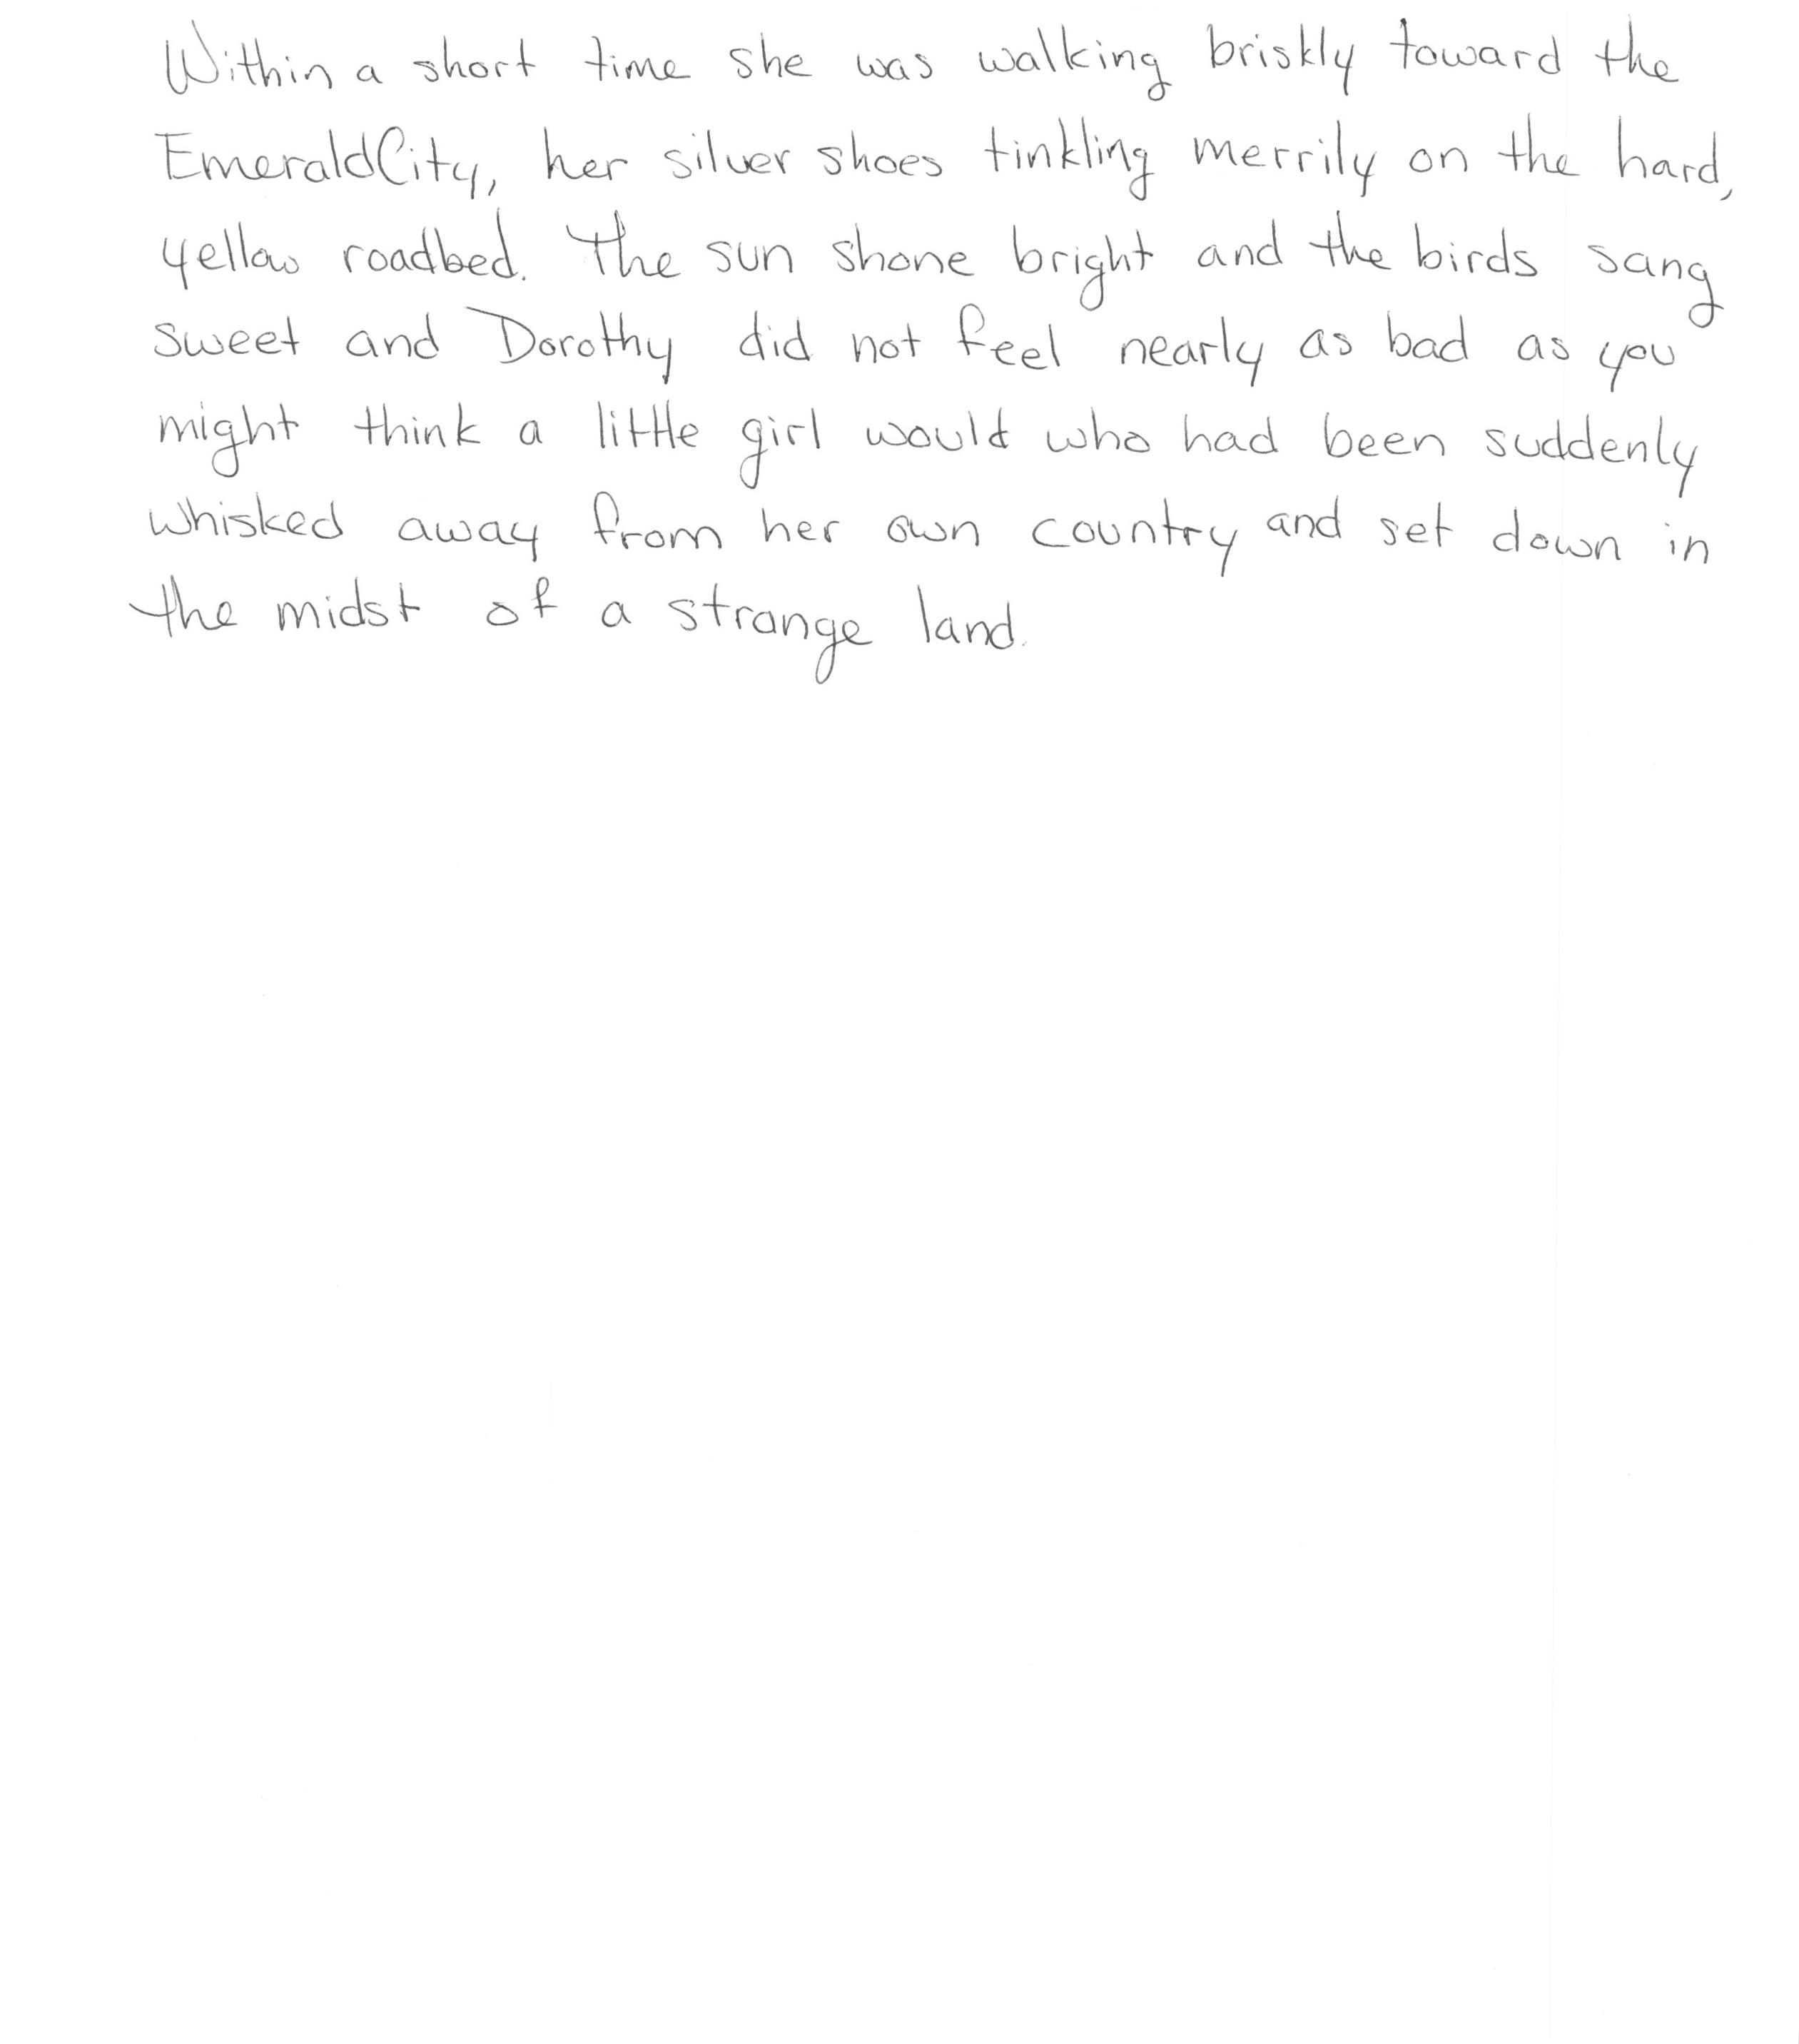 Within a short time she was walking briskly toward the
EmeraldCity, her silver shoes tinkling merrily on the hard,
yellow roadbed. The sun shone bright and the birds sang
sweet and Dorothy did not feel nearly as bad as you
might think a little girl would who had been suddenly
whisked away from her own country and set down in
the midst of a strange land.